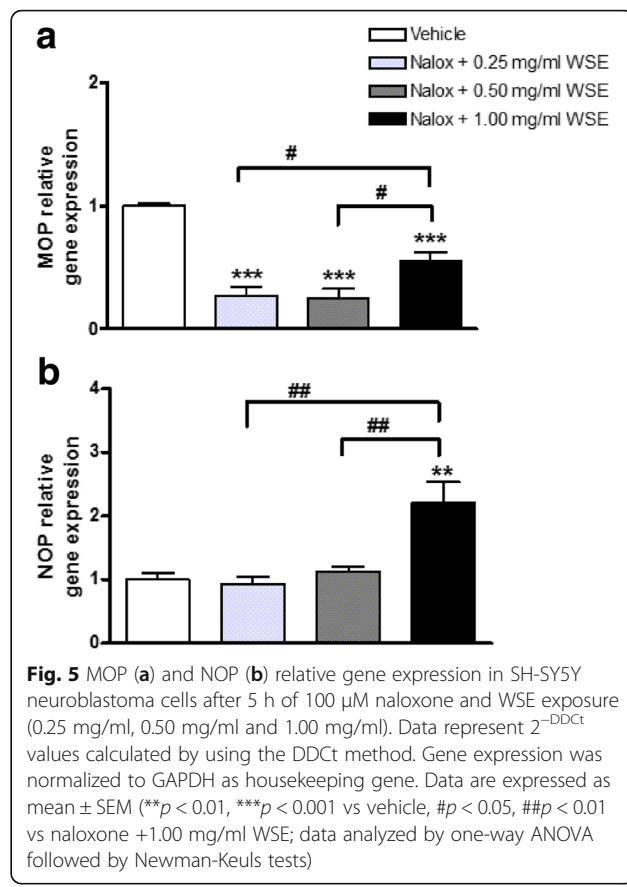 a
Vehicle
Nalox + 0.25 mg/ml WSE
Nalox + 0.50 mg/ml WSE
Nalox + 1.00 mg/ml WSE
MOP relative
gene expression
2
1
0
#
#
***
***
***
b
NOP relative
gene expression
4
3
2
1
0
##
##
**
Fig. 5 MOP (a) and NOP (b) relative gene expression in SH-SY5Y
neuroblastoma cells after 5 h of 100 μM naloxone and WSE exposure
(0.25 mg/ml, 0.50 mg/ml and 1.00 mg/ml). Data represent 2−DDCt
values calculated by using the DDCt method. Gene expression was
normalized to GAPDH as housekeeping gene. Data are expressed as
mean ± SEM (**p < 0.01, ***p < 0.001 vs vehicle, #p < 0.05, ##p < 0.01
vs naloxone +1.00 mg/ml WSE; data analyzed by one-way ANOVA
followed by Newman-Keuls tests)